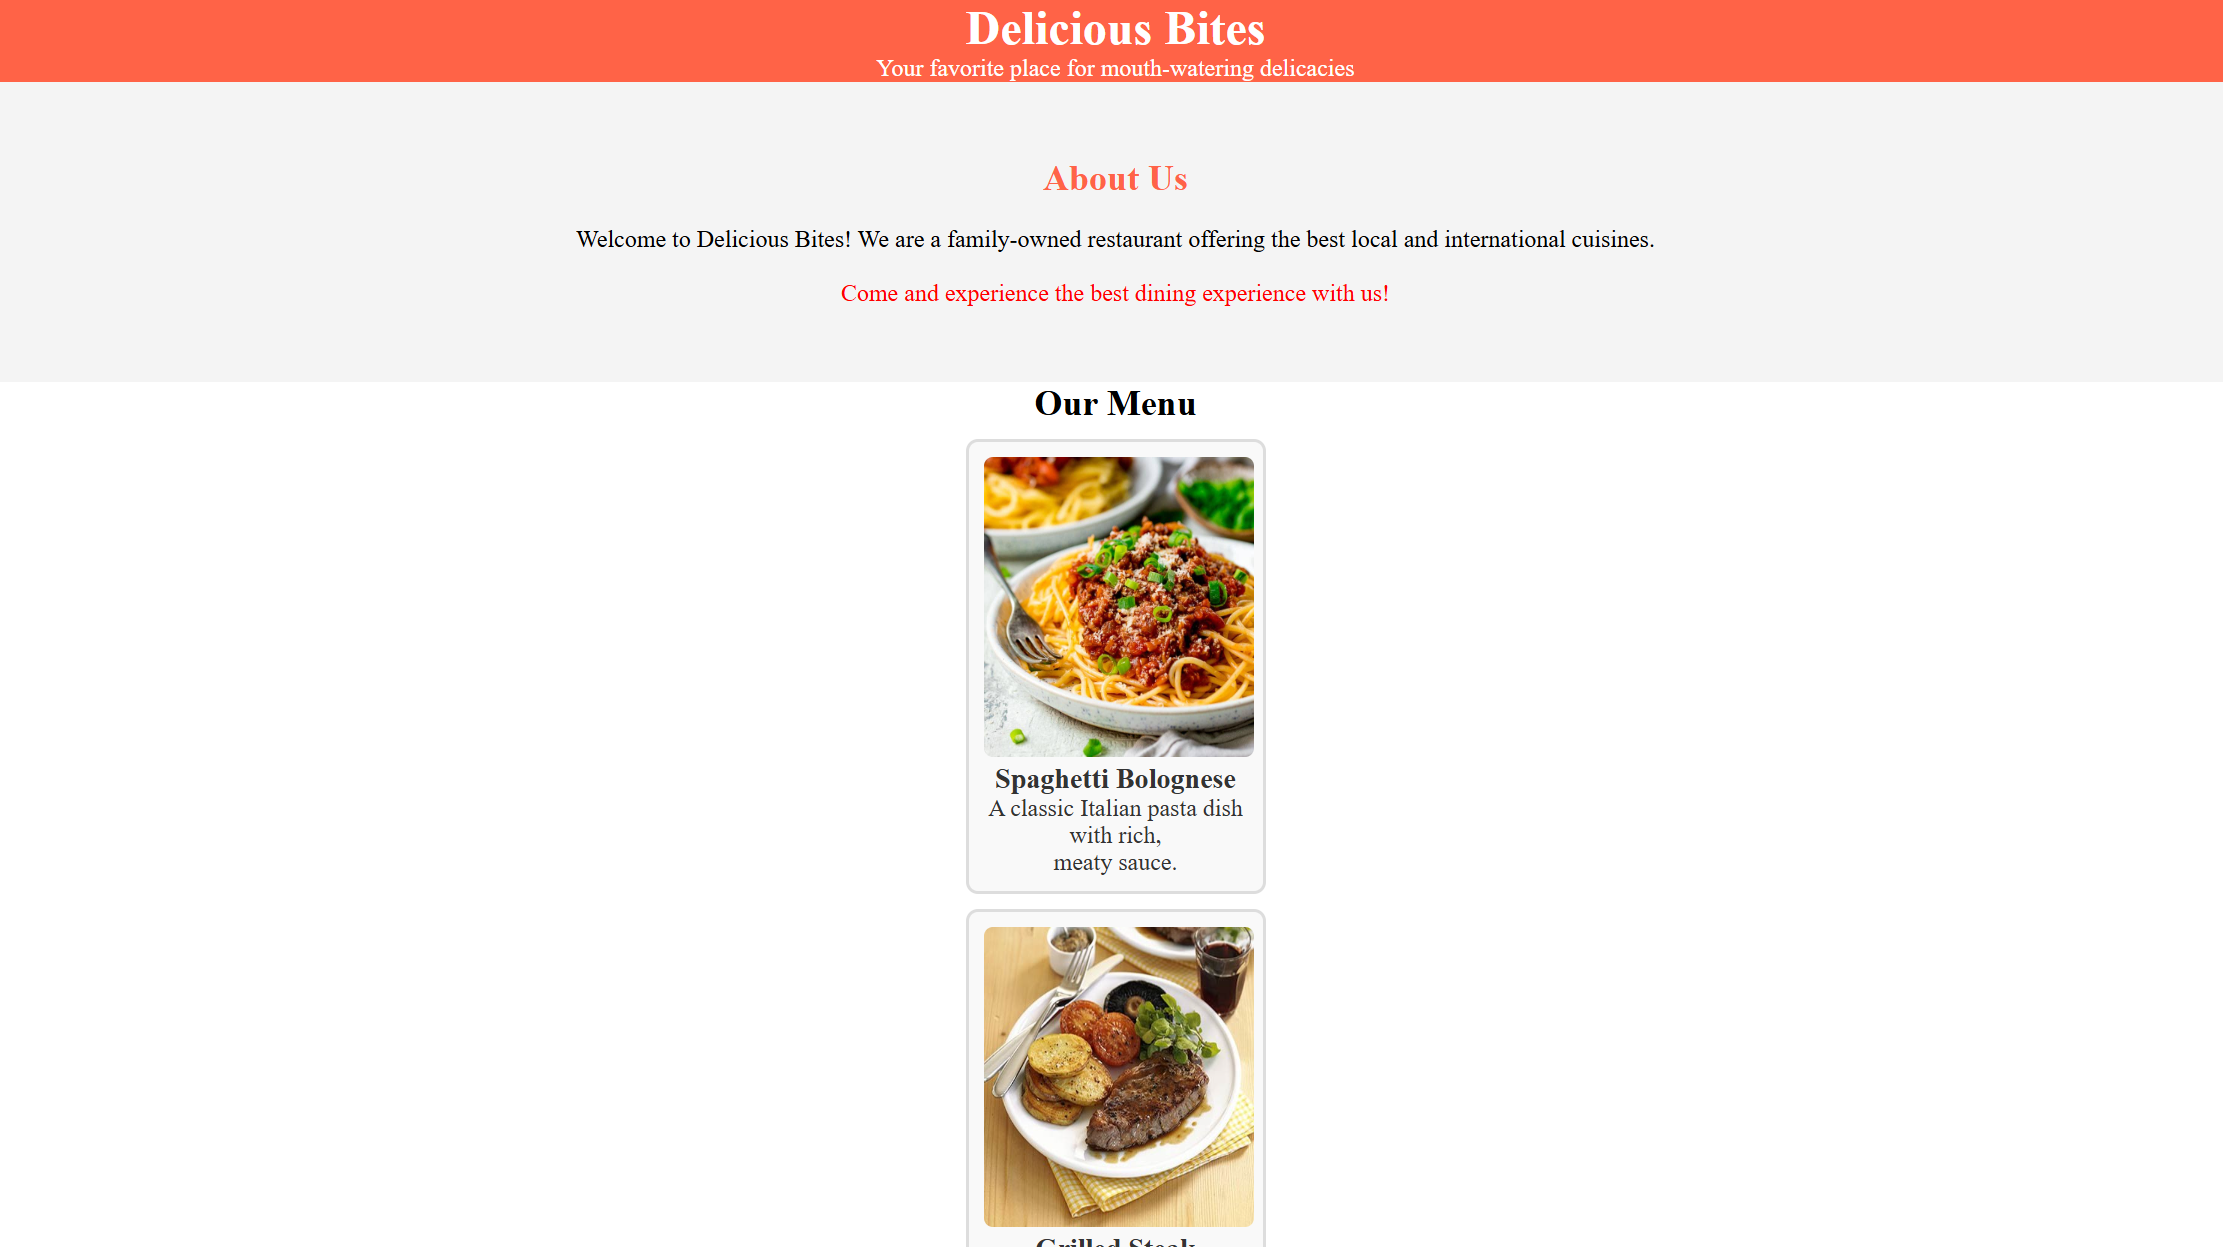 Delicious Bites
Your favorite place for mouth-watering delicacies
About Us
Welcome to Delicious Bites! We are a family-owned restaurant offering the best local and international cuisines.
Come and experience the best dining experience with us!
Our Menu
Spaghetti Bolognese
A classic Italian pasta dish
with rich,
meaty sauce.
Grilled Steak